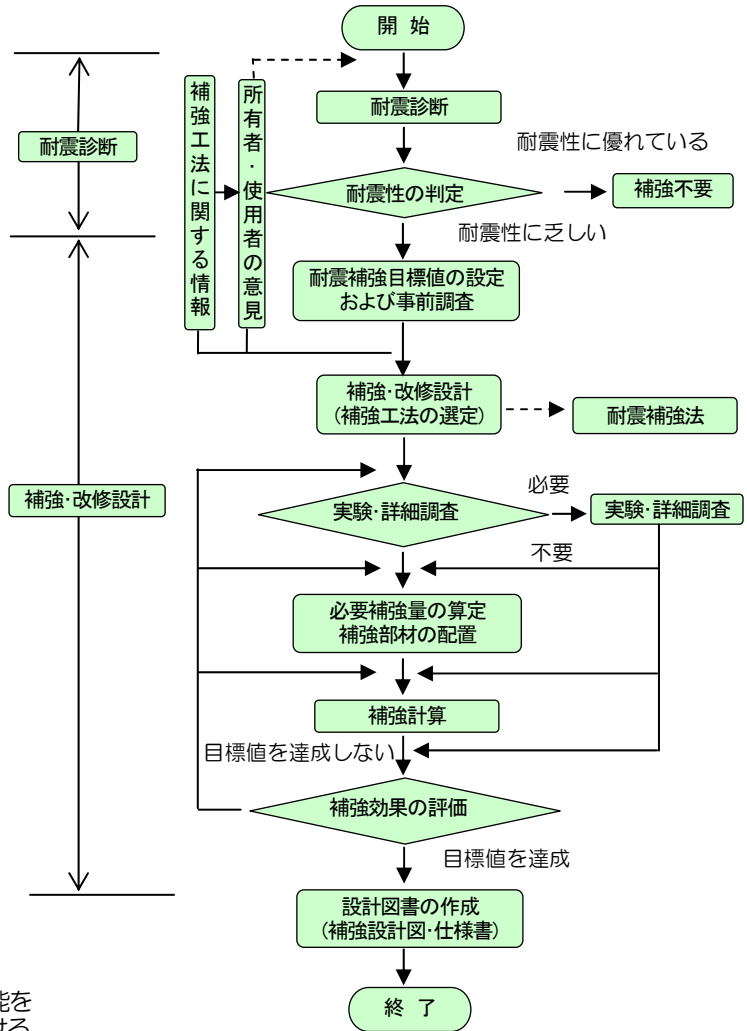 開 始
耐震診断
耐震診断
補強工法に関する情報
所有者・使用者の意見
耐震性に優れている
耐震性の判定
補強不要
耐震性に乏しい
耐震補強目標値の設定
および事前調査
補強・改修設計
(補強工法の選定)
耐震補強法
補強・改修設計
必要
実験・詳細調査
実験・詳細調査
不要
必要補強量の算定
補強部材の配置
補強計算
目標値を達成しない
補強効果の評価
目標値を達成
設計図書の作成
(補強設計図・仕様書)
終 了
能を